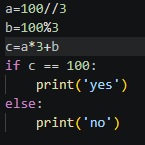 a=100//3
b=100%3
c=a*3+b
if c == 100:
    print('yes')
else:
    print('no')